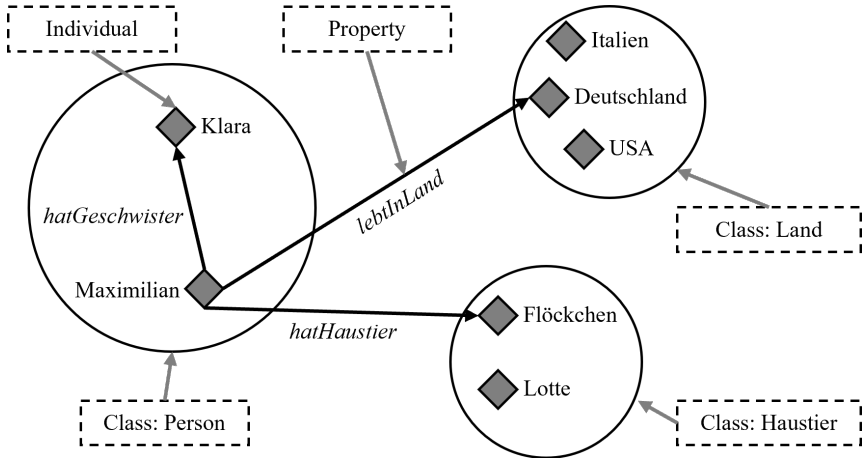 Individual
Property
Italien
Klara
Deutschland
USA
hatGeschwister
lebtInLand
Class: Land
Maximilian
Flöckchen
hatHaustier
Lotte
Class: Person
Class: Haustier